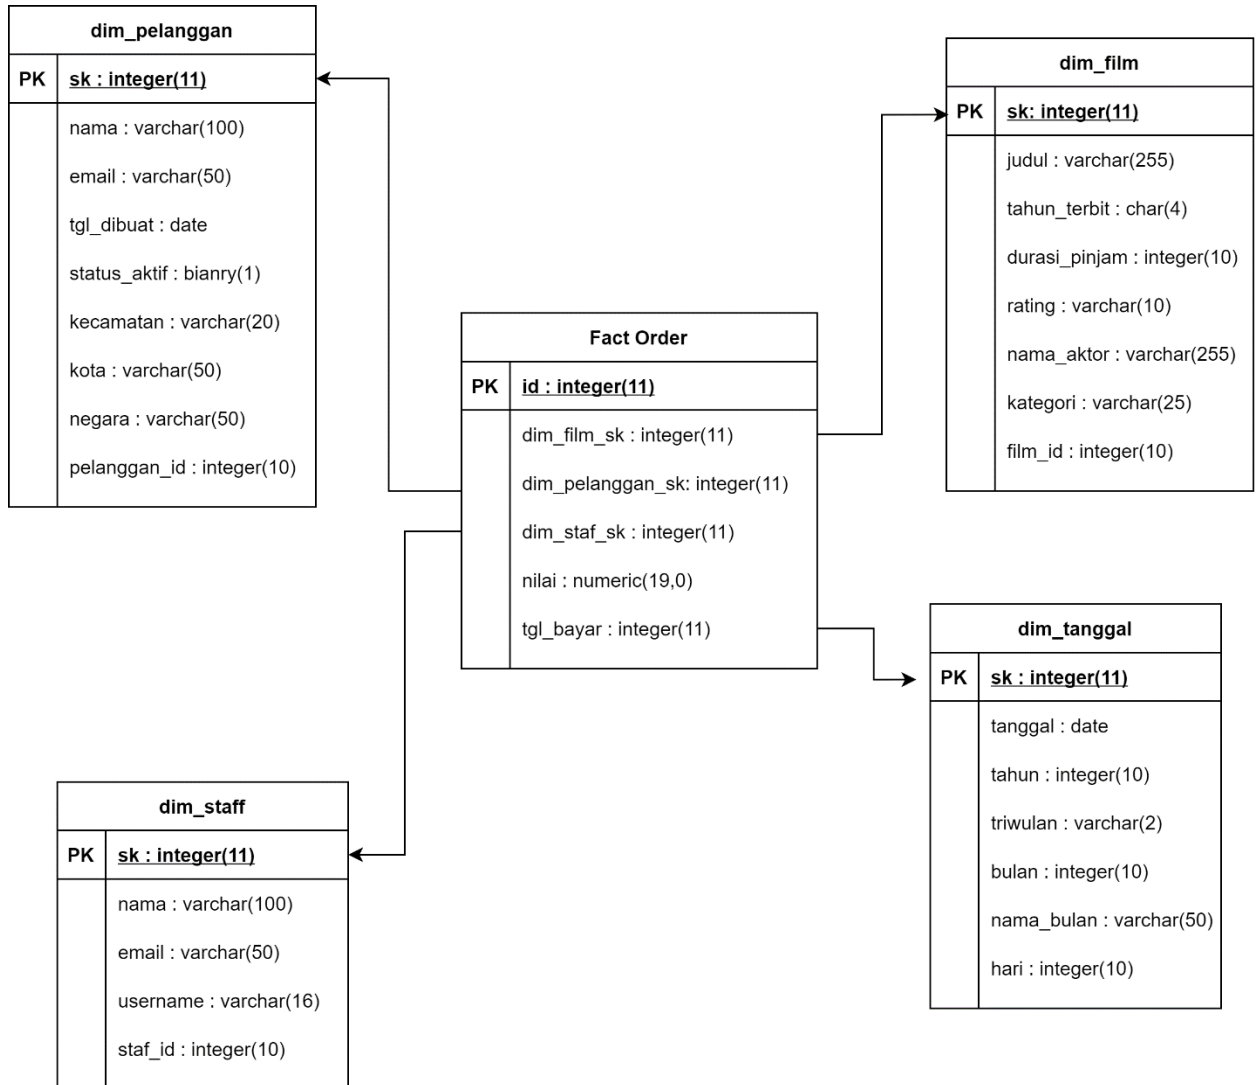 dim_pelanggan
PK sk : integer(11)
nama : varchar(100)
email : varchar(50)
tgl_dibuat : date
status_aktif : bianry(1)
kecamatan : varchar(20)
kota : varchar(50)
negara : varchar(50)
pelanggan_id : integer(10)
dim_film
PK sk: integer(11)
judul : varchar(255)
tahun_terbit : char(4)
durasi_pinjam : integer(10)
rating : varchar(10)
nama_aktor : varchar(255)
kategori : varchar(25)
film_id : integer(10)
Fact Order
PK id : integer(11)
dim_film_sk : integer(11)
dim_pelanggan_sk: integer(11)
dim_staf_sk : integer(11)
nilai : numeric(19,0)
tgl_bayar : integer(11)
dim_tanggal
PK sk : integer(11)
tanggal : date
tahun : integer(10)
triwulan : varchar(2)
bulan : integer(10)
nama_bulan : varchar(50)
hari : integer(10)
dim_staff
PK sk : integer(11)
nama : varchar(100)
email : varchar(50)
username : varchar(16)
staf_id : integer(10)